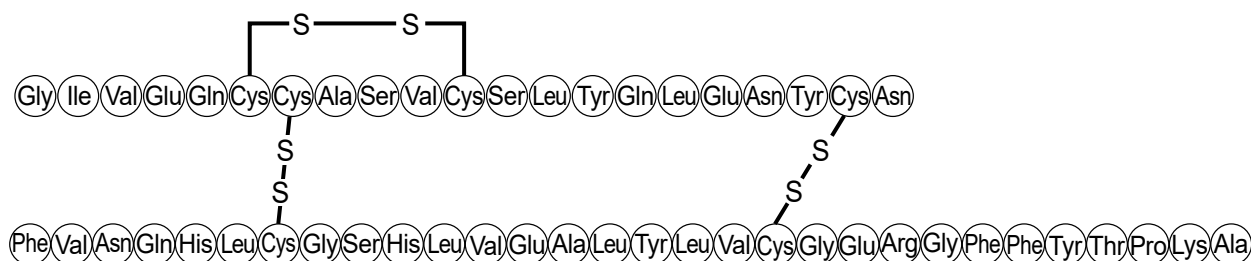 S S
Gly Ile Val Glu Gln Cys Cys Ala Ser Val Cys Ser Leu Tyr Gln Leu Glu Asn Tyr Cys Asn
S S
S S
Phe Val Asn Gln His Leu Cys Gly Ser His Leu Val Glu Ala Leu Tyr Leu Val Cys Gly Glu Arg Gly Phe Phe Tyr Thr Pro Lys Ala